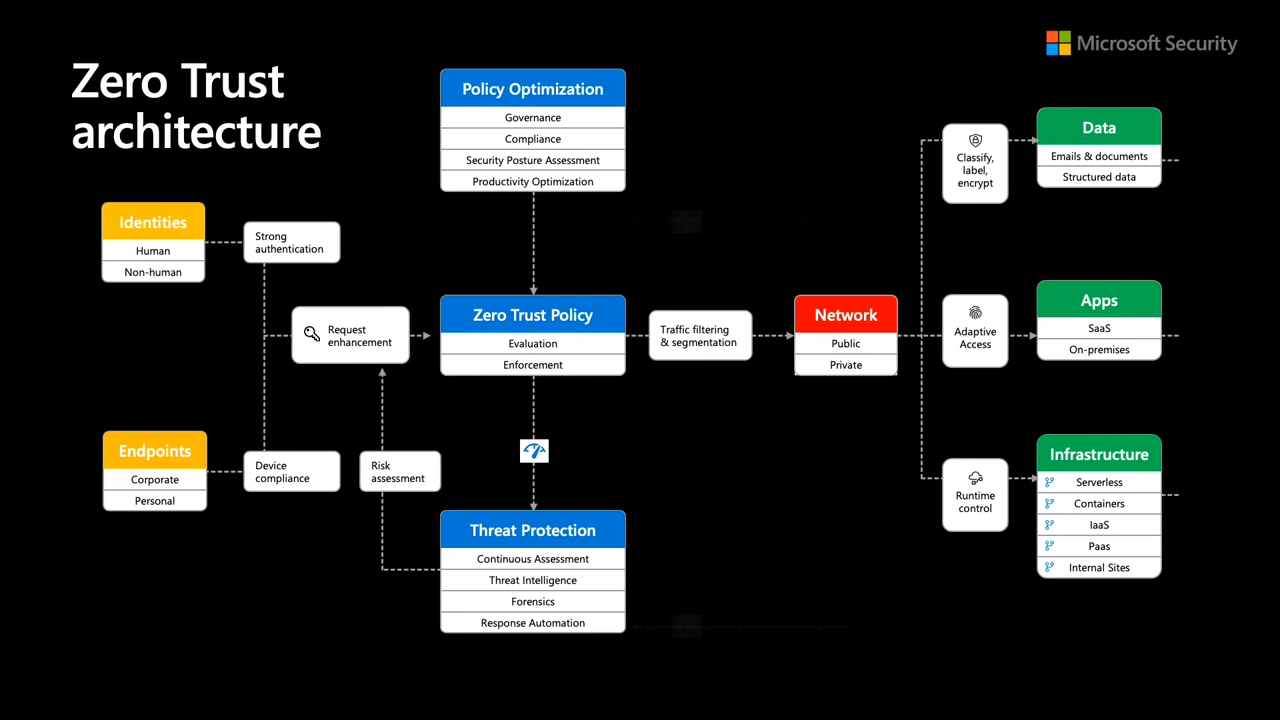 Microsoft Security
Zero Trust
architecture
Policy Optimization
Governance
Compliance
Security Posture Assessment
Productivity Optimization
Identities
Human
Non-human
Strong
authentication
Request
enhancement
Zero Trust Policy
Evaluation
Enforcement
Traffic filtering
& segmentation
Network
Public
Private
Endpoints
Corporate
Personal
Device
compliance
Risk
assessment
Threat Protection
Continuous Assessment
Threat Intelligence
Forensics
Response Automation
Classify,
label,
encrypt
Data
Emails & documents
Structured data
Adaptive
Access
Apps
SaaS
On-premises
Runtime
control
Infrastructure
Serverless
Containers
IaaS
Paas
Internal Sites